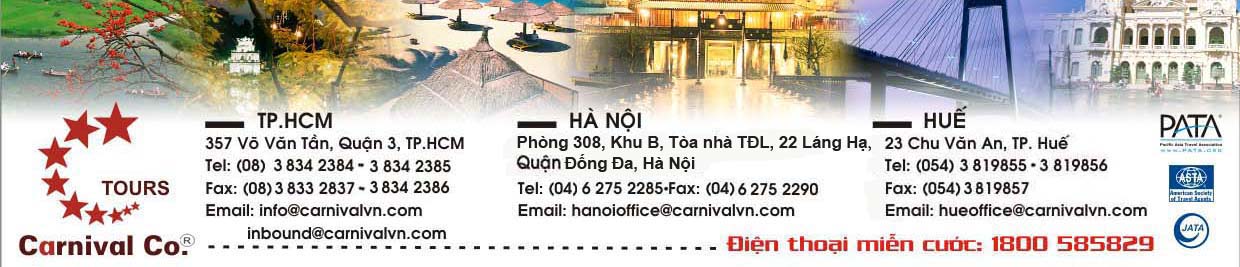 TOURS
Carnival Co.®
TP.HCM
357 Võ Văn Tần, Quận 3, TP.HCM
Tel: (08) 3 834 2384 - 3 834 2385
Fax: (08) 3 833 2837 - 3 834 2386
Email: info@carnivalvn.com
inbound@carnivalvn.com
HÀ NỘI
Phòng 308, Khu B, Tòa nhà TĐL, 22 Láng Hạ,
Quận Đống Đa, Hà Nội
Tel: (04) 6 275 2285-Fax: (04) 6 275 2290
Email: hanoioffice@carnivalvn.com
HUẾ
23 Chu Văn An, TP. Huế
Tel: (054) 3 819855 - 3 819856
Fax: (054) 3 819857
Email: hueoffice@carnivalvn.com
Điện thoại miễn cước: 1800 585829
PATA®
Pacific Asia Travel Association
www.PATA.org
ASTA
American Society
of Travel Agents
JATA